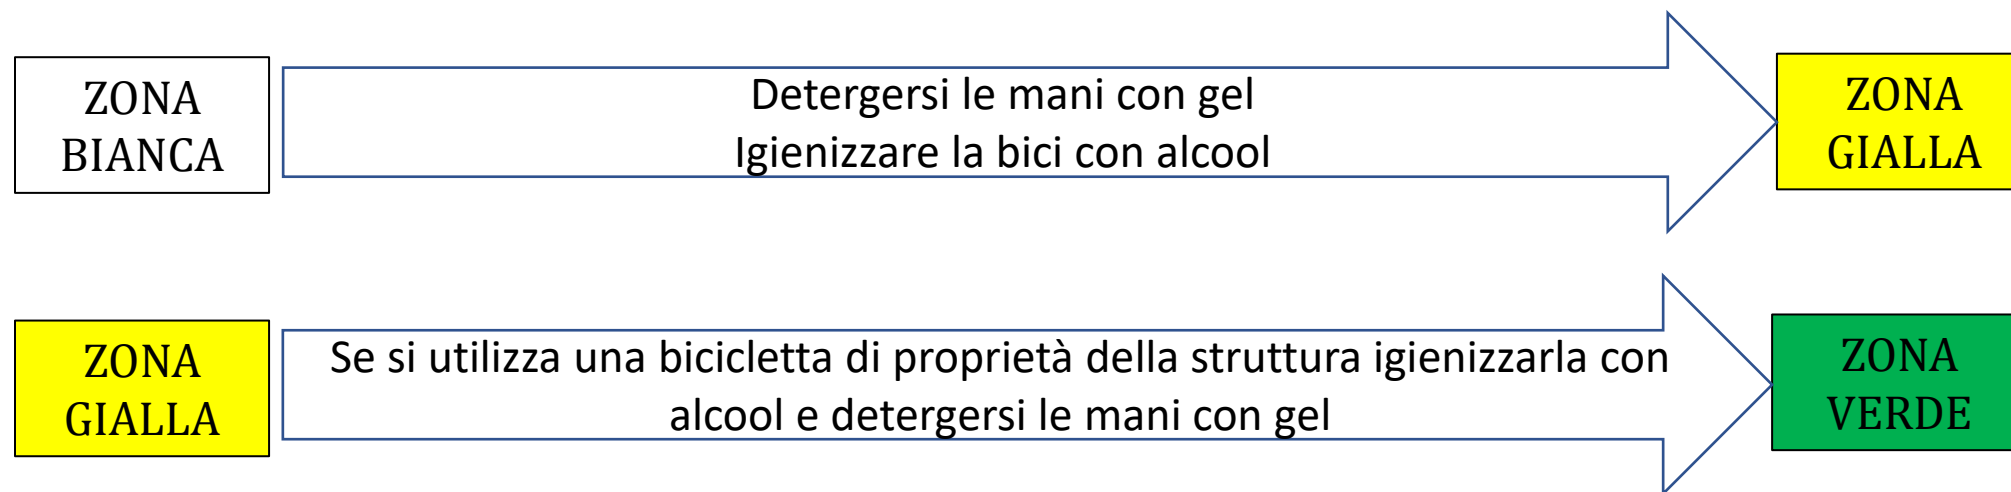 ZONA
BIANCA
Detergersi le mani con gel
Igienizzare la bici con alcool
ZONA
GIALLA
ZONA
GIALLA
Se si utilizza una bicicletta di proprietà della struttura igienizzarla con
alcool e detergersi le mani con gel
ZONA
VERDE